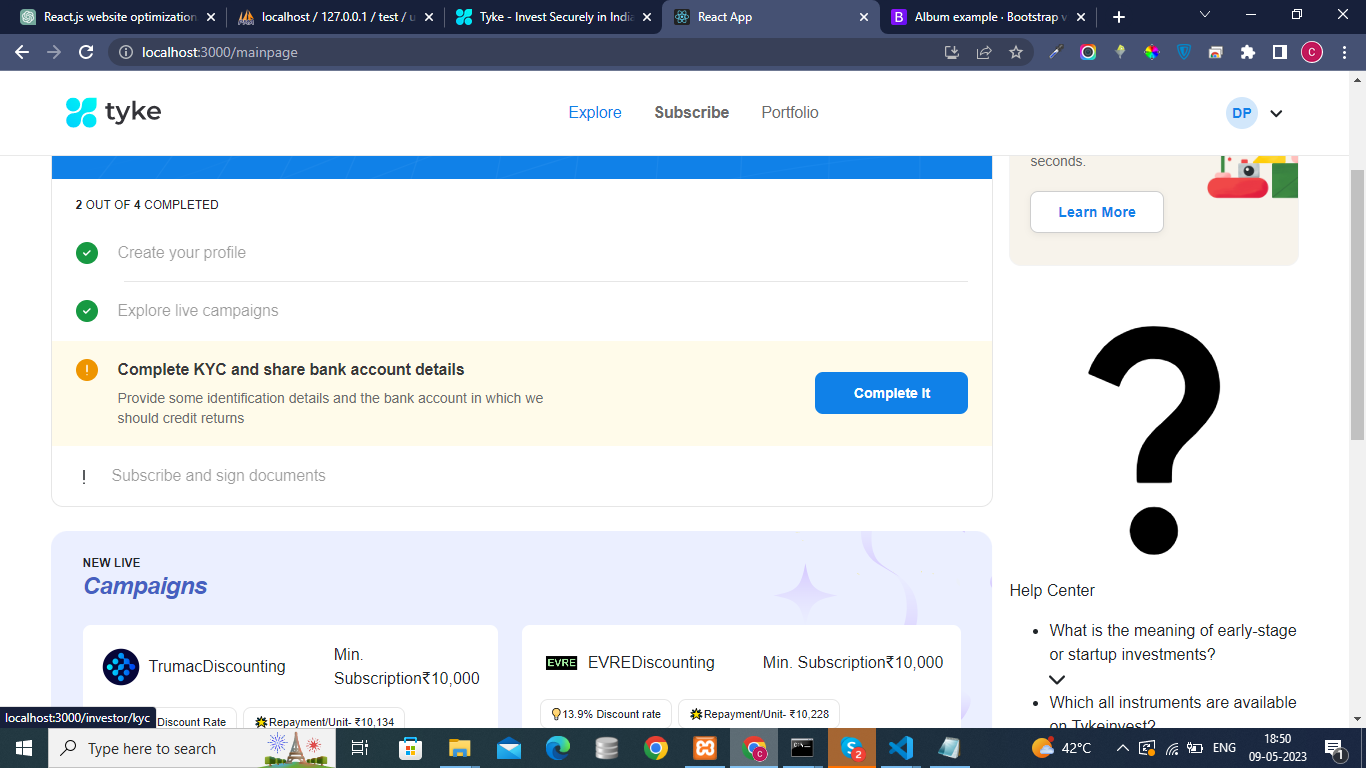 React.js website optimization
localhost / 127.0.0.1 / test / u
Tyke - Invest Securely in India
React App
Album example · Bootstrap v
localhost:3000/mainpage
C
tyke
Explore
Subscribe
Portfolio
DP
seconds.
Learn More
2 OUT OF 4 COMPLETED
Create your profile
Explore live campaigns
! Complete KYC and share bank account details
Provide some identification details and the bank account in which we
should credit returns
Complete It
! Subscribe and sign documents
?
Help Center
NEW LIVE
Campaigns
TrumacDiscounting
Min.
Subscription₹10,000
Discount Rate
Repayment/Unit- ₹10,134
EVRE
EVREDiscounting
Min. Subscription₹10,000
13.9% Discount rate
Repayment/Unit- ₹10,228
• What is the meaning of early-stage
or startup investments?
• Which all instruments are available
on Tykeinvest?
localhost:3000/investor/kyc
Type here to search
2
42°C
ENG
18:50
09-05-2023
1